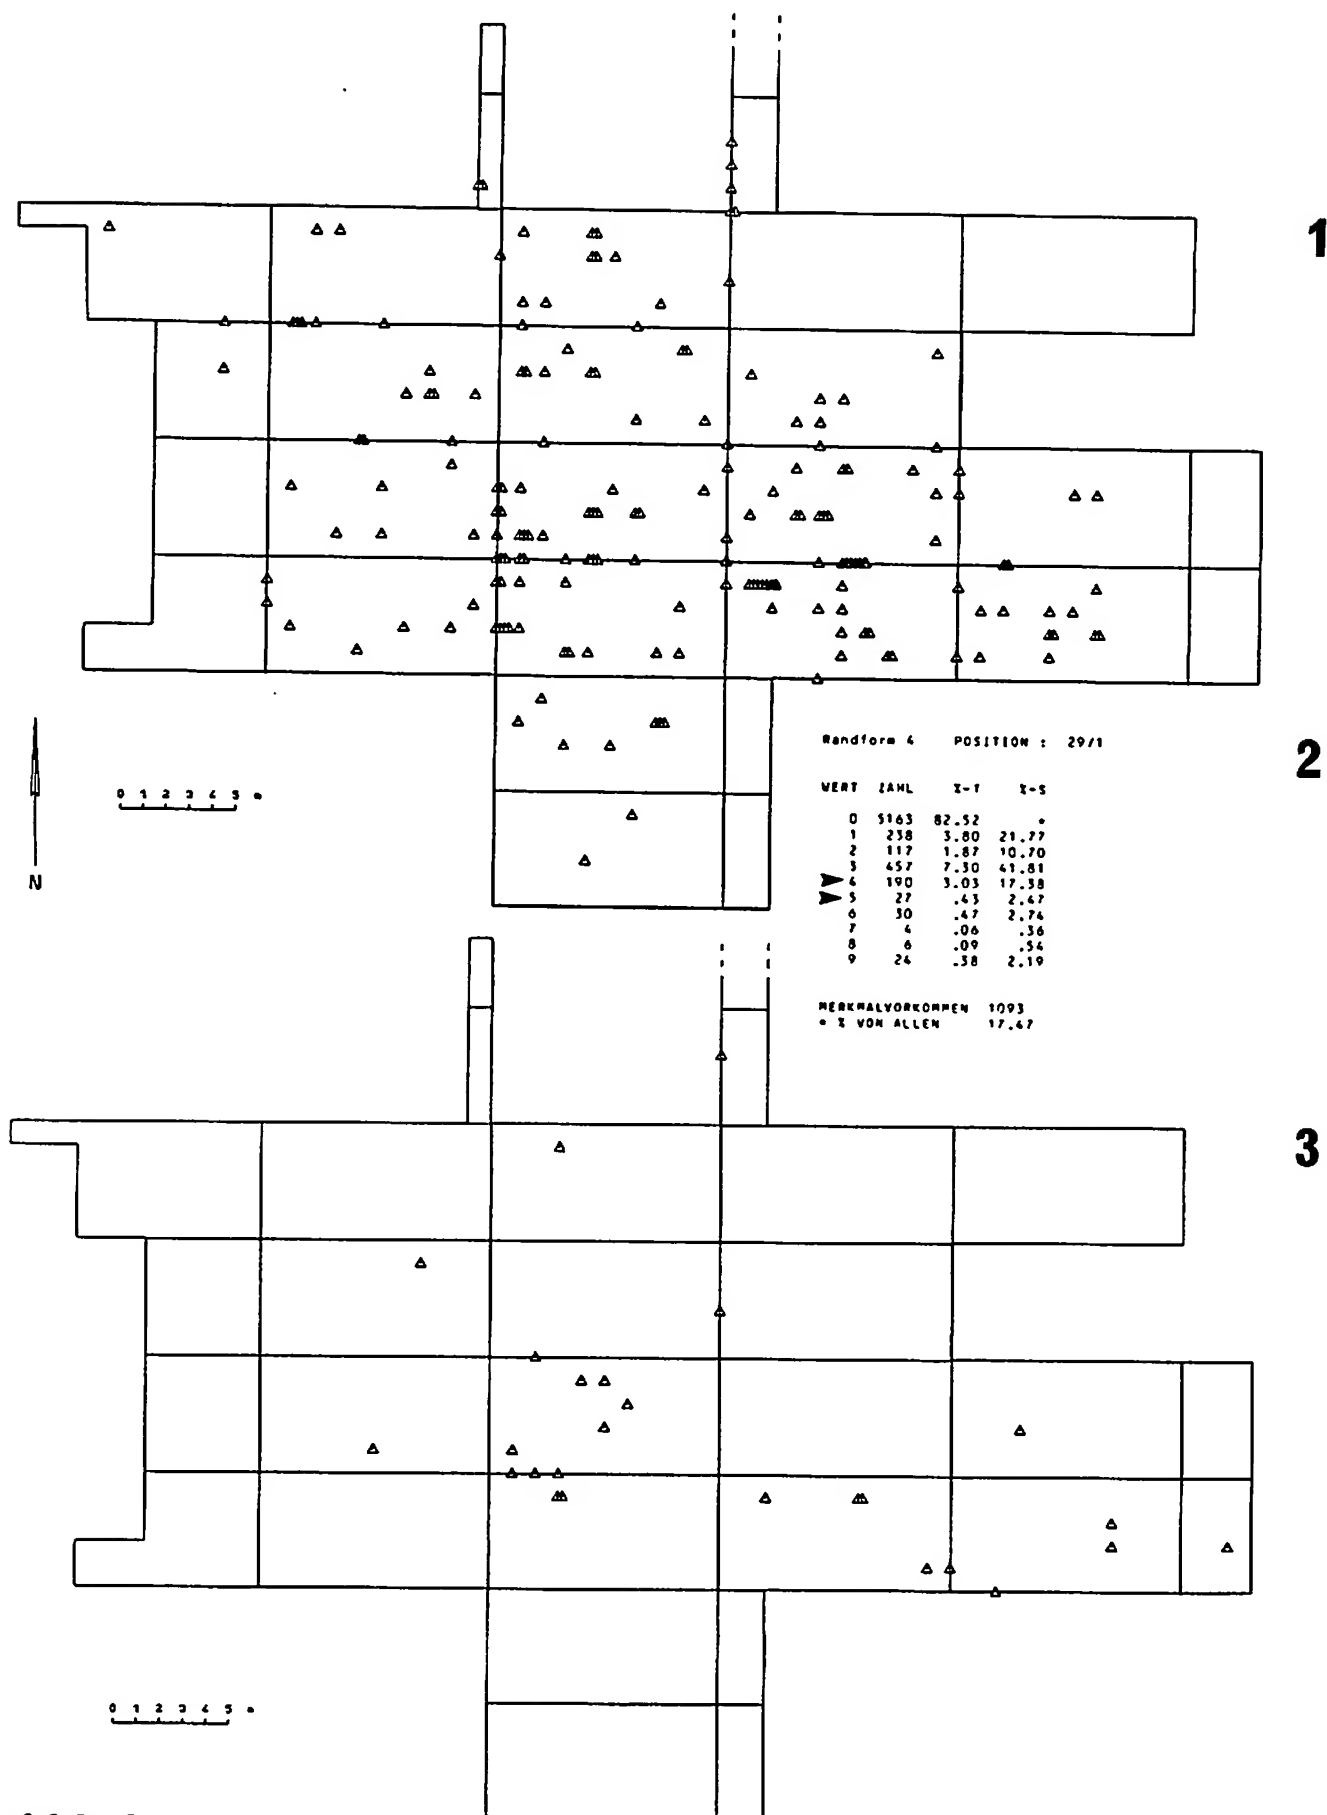 1
Randform 4 POSITION : 29/1
2
WERT ZAHL %-T %-S
0 5163 82.52 *
1 238 3.80 21.77
2 117 1.87 10.70
3 457 7.30 41.81
4 190 3.03 17.38
5 27 .43 2.47
6 30 .47 2.74
7 4 .06 .36
8 6 .09 .54
9 24 .38 2.19
MERKMALVORKOMMEN 1093
* % VON ALLEN 17.47
0 1 2 3 4 5 m
N
3
0 1 2 3 4 5 m